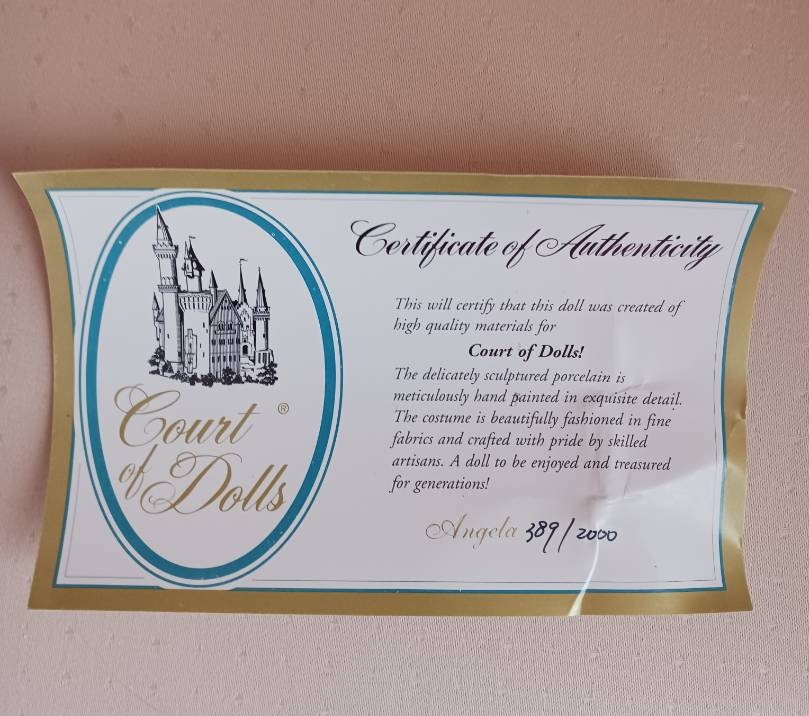 Court ®
of Dolls
Certificate of Authenticity
This will certify that this doll was created of
high quality materials for
Court of Dolls!
The delicately sculptured porcelain is
meticulously hand painted in exquisite detail.
The costume is beautifully fashioned in fine
fabrics and crafted with pride by skilled
artisans. A doll to be enjoyed and treasured
for generations!
Angela 389/2000